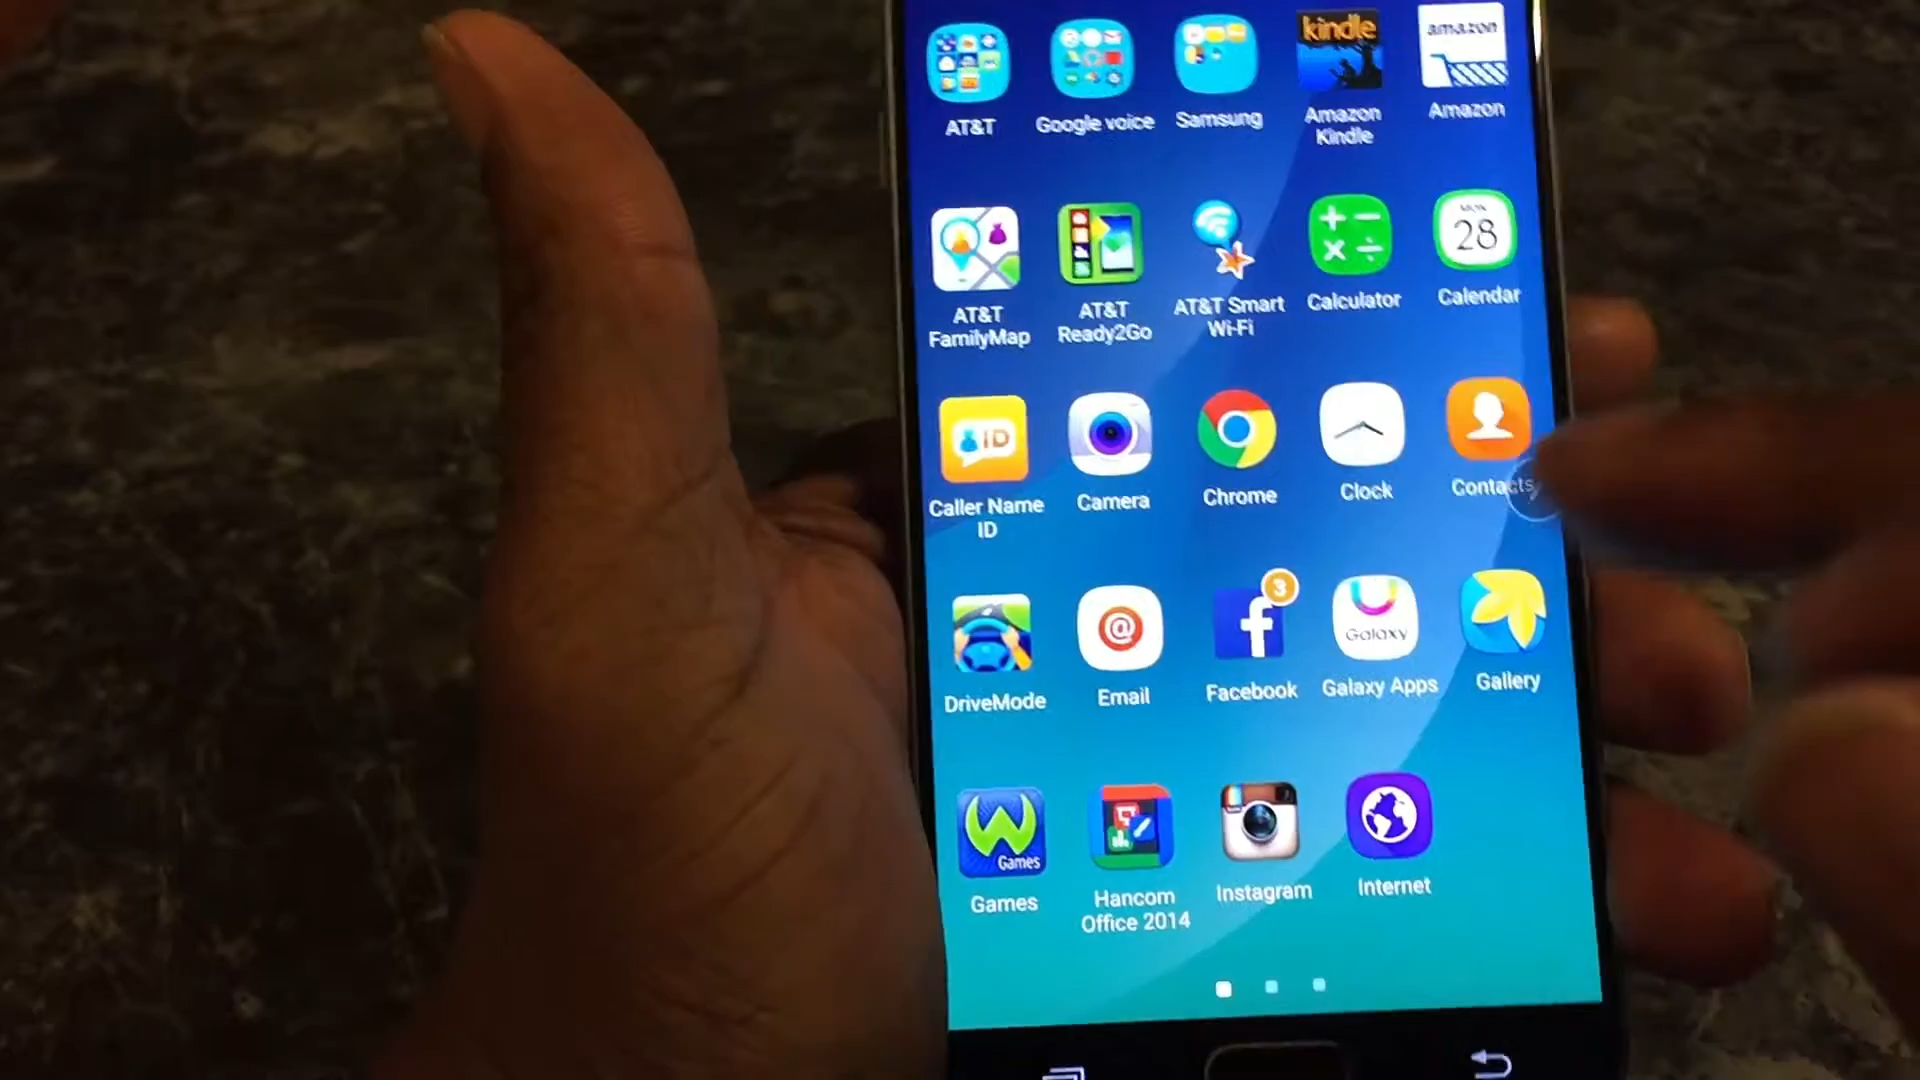 kindle
amazon
AT&T
Google voice
Samsung
Amazon
Kindle
Amazon
MON
28
AT&T
FamilyMap
AT&T
Ready2Go
AT&T Smart
Wi-Fi
Calculator
Calendar
ID
Caller Name
ID
Camera
Chrome
Clock
Contacts
@
3
f
Galaxy
DriveMode
Email
Facebook
Galaxy Apps
Gallery
W
Games
Games
Hancom
Office 2014
Instagram
Internet